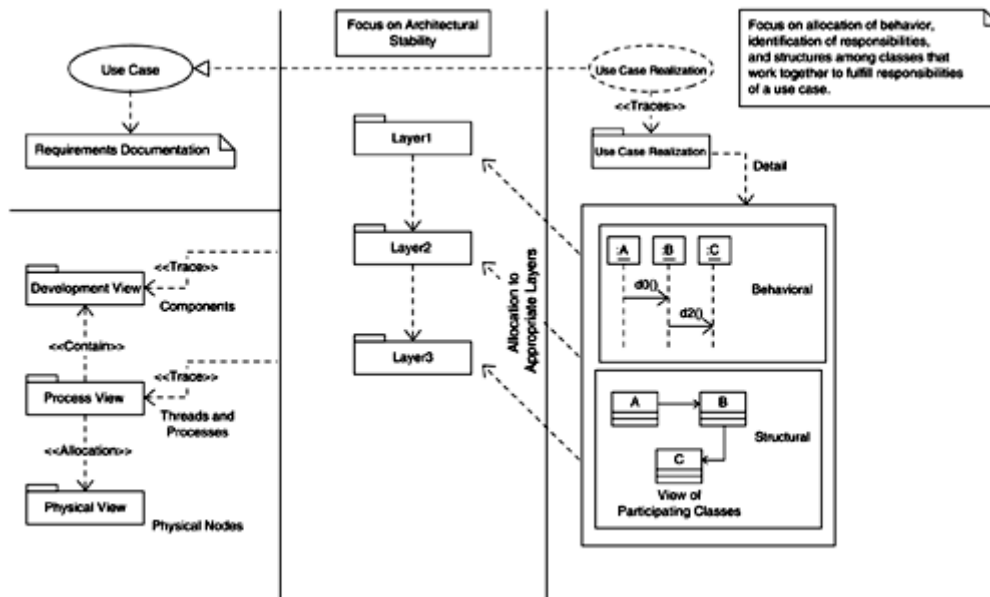 Use Case
Requirements Documentation
<<Trace>>
Development View
Components
<<Contain>>
<<Trace>>
Process View
Threads and
Processes
<<Allocation>>
Physical View
Physical Nodes
Focus on Architectural
Stability
Layer1
Layer2
Layer3
Allocation to
Appropriate Layers
Use Case Realization
<<Traces>>
Use Case Realization
Detail
Focus on allocation of behavior,
identification of responsibilities,
and structures among classes that
work together to fulfill responsibilities
of a use case.
:A :B :C
d0()
d2()
Behavioral
A B
C
Structural
View of
Participating Classes